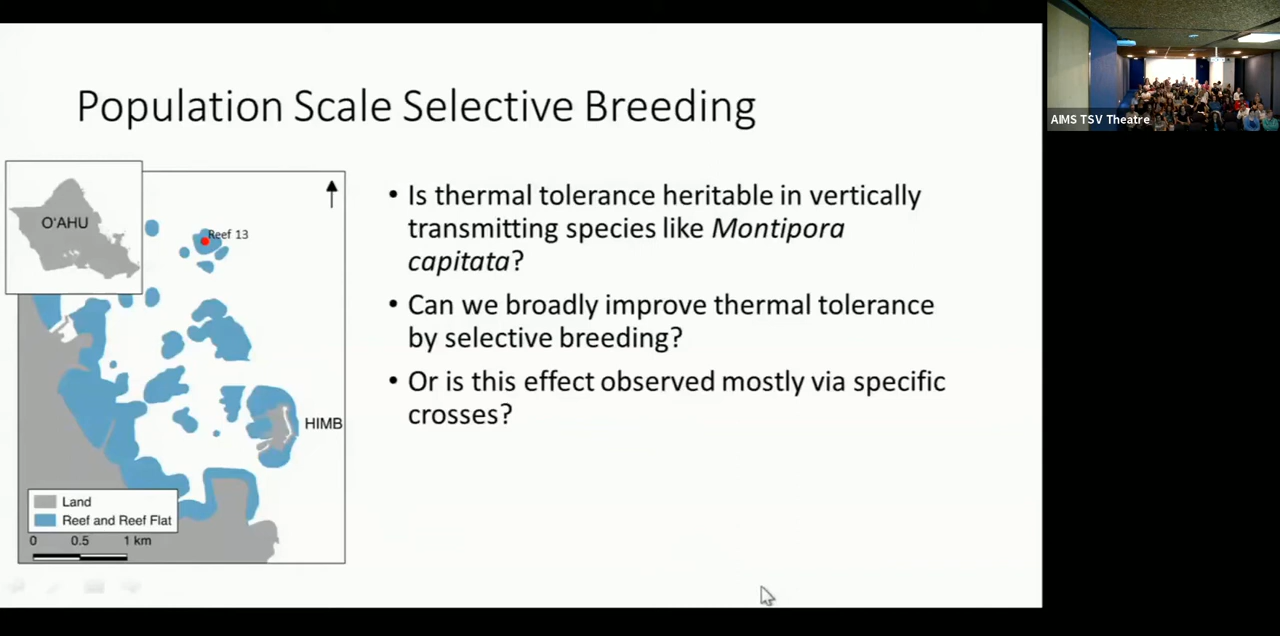 Population Scale Selective Breeding
AIMS TSV Theatre
O'AHU
Reef 13
HIMB
Land
Reef and Reef Flat
0 0.5 1 km
• Is thermal tolerance heritable in vertically
transmitting species like Montipora
capitata?
• Can we broadly improve thermal tolerance
by selective breeding?
• Or is this effect observed mostly via specific
crosses?